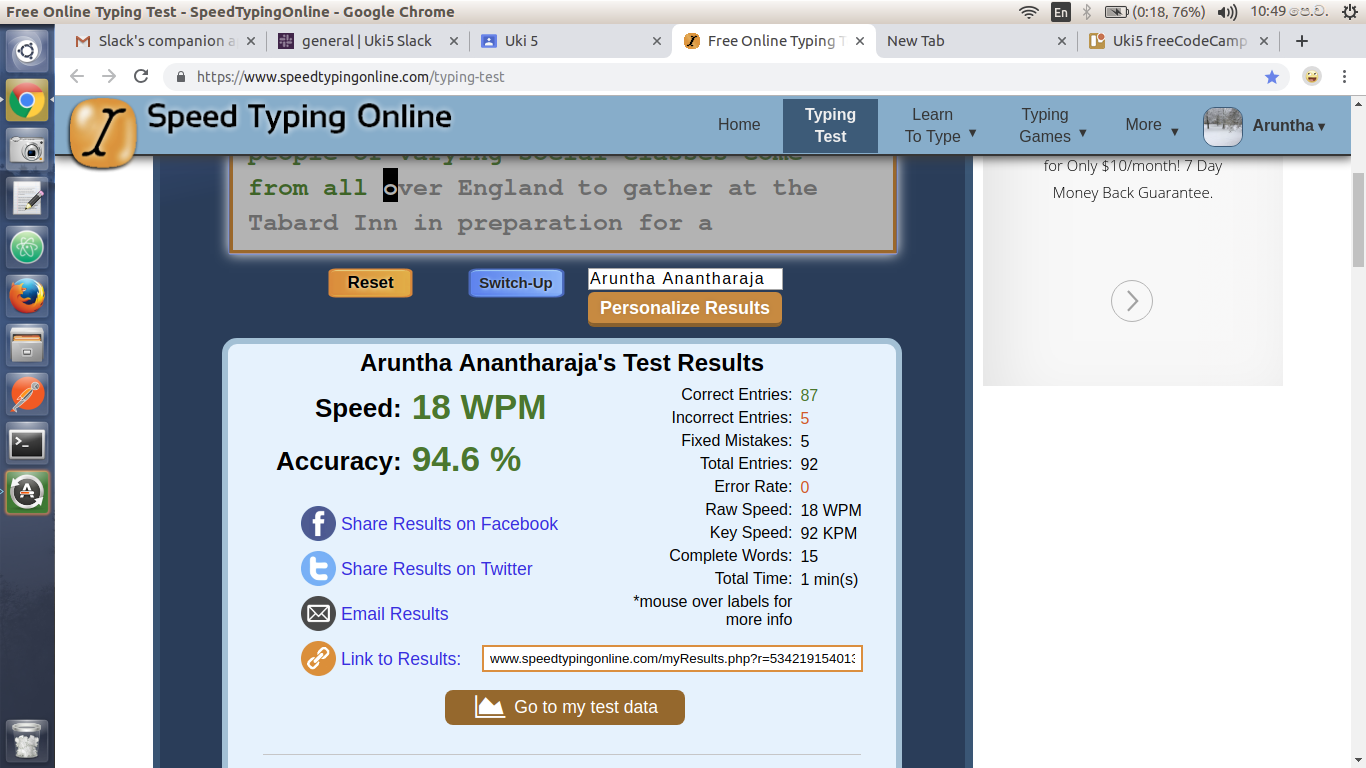 Free Online Typing Test - SpeedTypingOnline - Google Chrome
En (0:18, 76%) 10:49 පෙ.ව.
Slack's companion a
general | Uki5 Slack
Uki 5
Free Online Typing T
New Tab
Uki5 freeCodeCamp
https://www.speedtypingonline.com/typing-test
Speed Typing Online
Home
Typing Test
Learn To Type ▼
Typing Games ▼
More ▼
Aruntha ▾
people of varying social classes come
from all over England to gather at the
Tabard Inn in preparation for a
for Only $10/month! 7 Day
Money Back Guarantee.
Reset
Switch-Up
Aruntha Anantharaja
Personalize Results
Aruntha Anantharaja's Test Results
Speed: 18 WPM
Accuracy: 94.6 %
Correct Entries: 87
Incorrect Entries: 5
Fixed Mistakes: 5
Total Entries: 92
Error Rate: 0
Raw Speed: 18 WPM
Key Speed: 92 KPM
Complete Words: 15
Total Time: 1 min(s)
*mouse over labels for
more info
Share Results on Facebook
Share Results on Twitter
Email Results
Link to Results: www.speedtypingonline.com/myResults.php?r=534219154013
Go to my test data